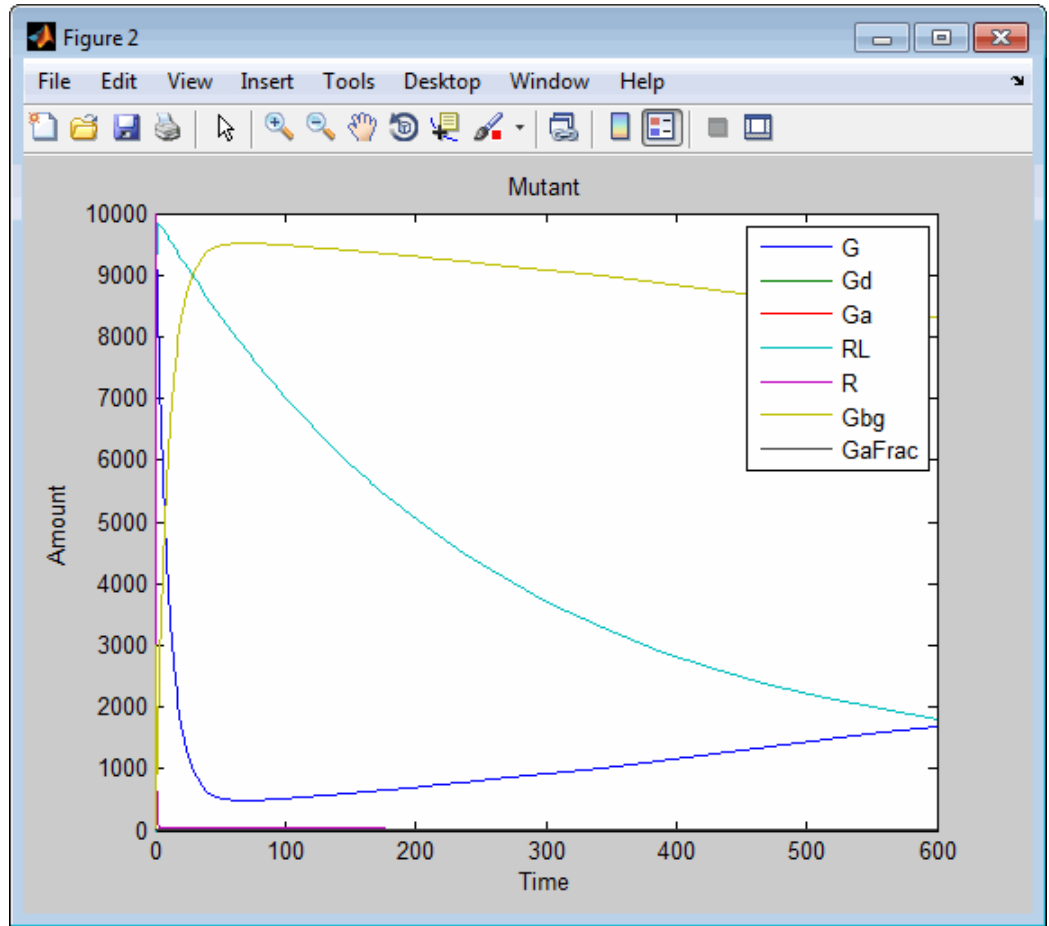 Figure 2
File Edit View Insert Tools Desktop Window Help
Mutant
10000
9000
8000
7000
6000
5000
4000
3000
2000
1000
0
Amount
0 100 200 300 400 500 600
Time
G
Gd
Ga
RL
R
Gbg
GaFrac